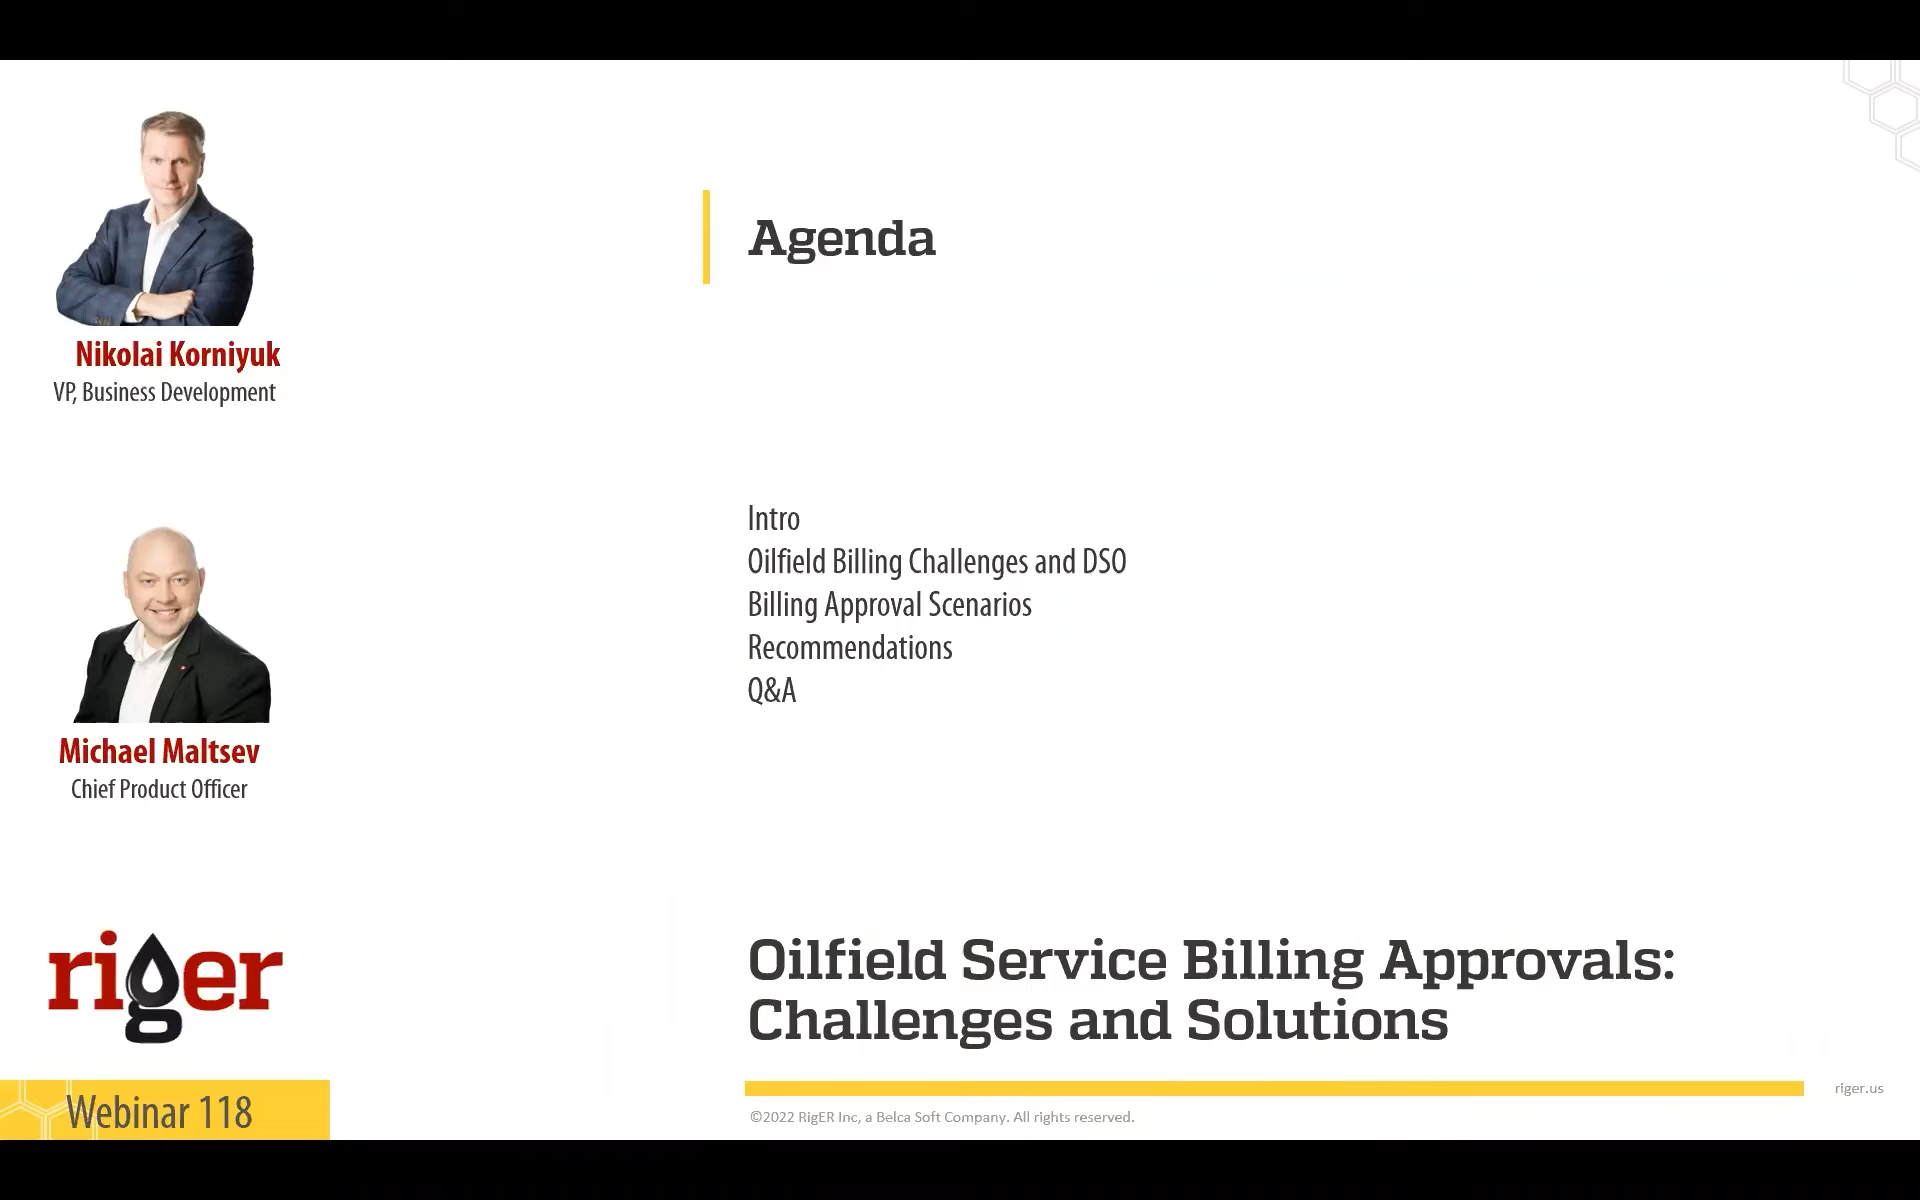 Nikolai Korniyuk
VP, Business Development
Michael Maltsev
Chief Product Officer
riger
Webinar 118
Agenda
Intro
Oilfield Billing Challenges and DSO
Billing Approval Scenarios
Recommendations
Q&A
Oilfield Service Billing Approvals:
Challenges and Solutions
riger.us
©2022 RigER Inc, a Belca Soft Company. All rights reserved.